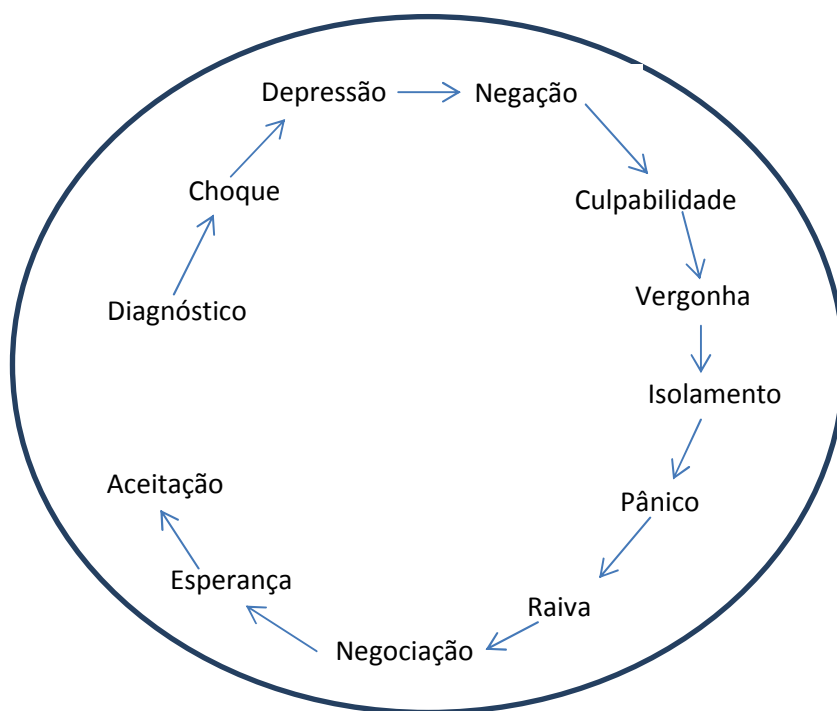 Diagnóstico
Choque
Depressão
Negação
Culpabilidade
Vergonha
Isolamento
Pânico
Raiva
Negociação
Esperança
Aceitação